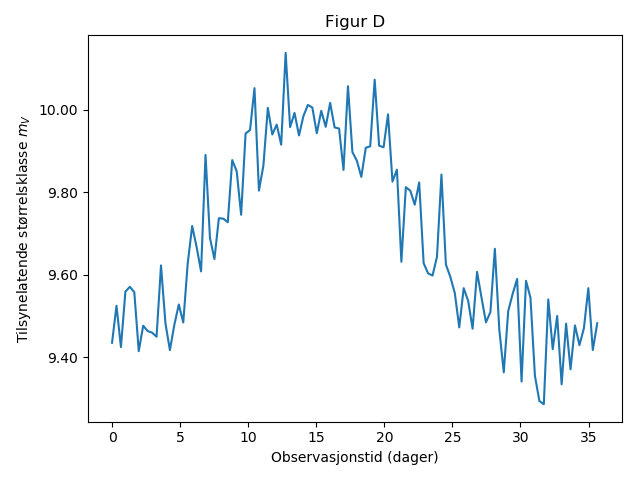 Figur D
Tilsynelatende størrelsklasse m_V
10.00
9.80
9.60
9.40
0 5 10 15 20 25 30 35
Observasjonstid (dager)